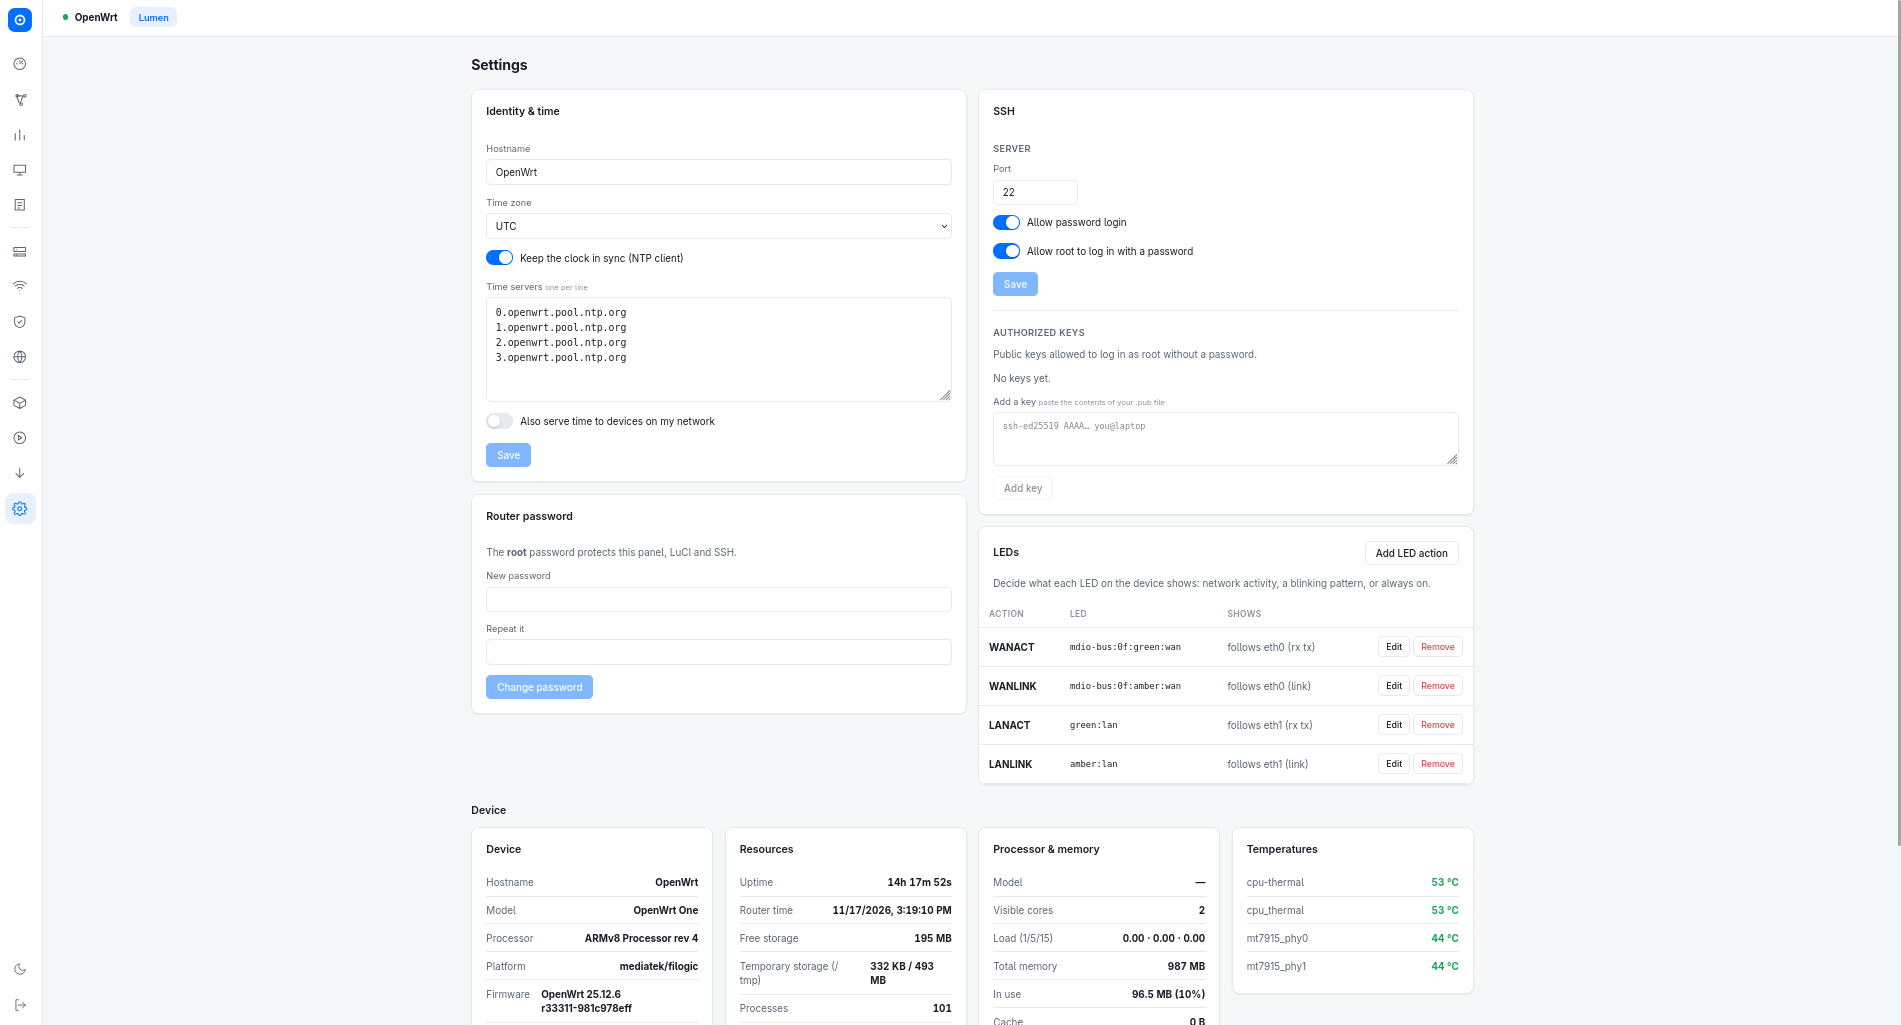 OpenWrt Lumen
Settings
Identity & time
Hostname
OpenWrt
Time zone
UTC
Keep the clock in sync (NTP client)
Time servers one per line
0.openwrt.pool.ntp.org
1.openwrt.pool.ntp.org
2.openwrt.pool.ntp.org
3.openwrt.pool.ntp.org
Also serve time to devices on my network
Save
Router password
The root password protects this panel, LuCI and SSH.
New password
Repeat it
Change password
SSH
SERVER
Port
22
Allow password login
Allow root to log in with a password
Save
AUTHORIZED KEYS
Public keys allowed to log in as root without a password.
No keys yet.
Add a key paste the contents of your .pub file
ssh-ed25519 AAAA… you@laptop
Add key
LEDs
Add LED action
Decide what each LED on the device shows: network activity, a blinking pattern, or always on.
ACTION LED SHOWS
WANACT mdio-bus:0f:green:wan follows eth0 (rx tx) Edit Remove
WANLINK mdio-bus:0f:amber:wan follows eth0 (link) Edit Remove
LANACT green:lan follows eth1 (rx tx) Edit Remove
LANLINK amber:lan follows eth1 (link) Edit Remove
Device
Device
Hostname OpenWrt
Model OpenWrt One
Processor ARMv8 Processor rev 4
Platform mediatek/filogic
Firmware OpenWrt 25.12.6
r33311-981c978eff
Resources
Uptime 14h 17m 52s
Router time 11/17/2026, 3:19:10 PM
Free storage 195 MB
Temporary storage (/ 332 KB / 493
tmp) MB
Processes 101
Processor & memory
Model —
Visible cores 2
Load (1/5/15) 0.00 · 0.00 · 0.00
Total memory 987 MB
In use 96.5 MB (10%)
Cache 0 B
Temperatures
cpu-thermal 53 °C
cpu_thermal 53 °C
mt7915_phy0 44 °C
mt7915_phy1 44 °C